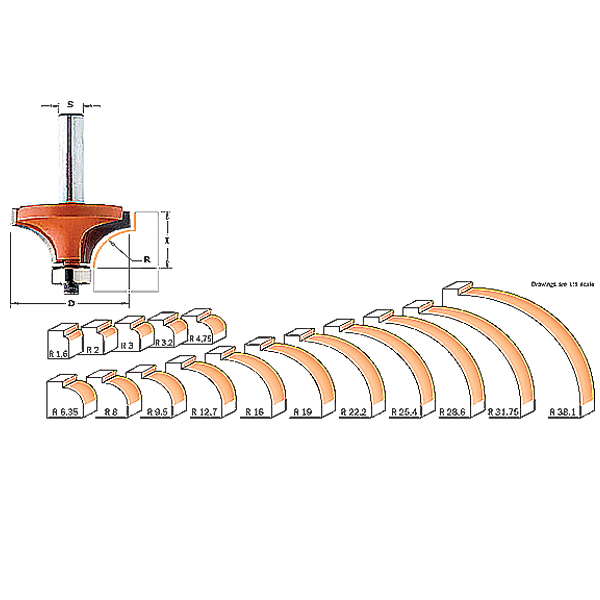 S
I
R
D
Drawings are 1:1 scale
R 1,6
R 2
R 3
R 3,2
R 4,75
R 6.35
R 8
R 9.5
R 12.7
R 16
R 19
R 22.2
R 25.4
R 28.6
R 31.75
R 38.1